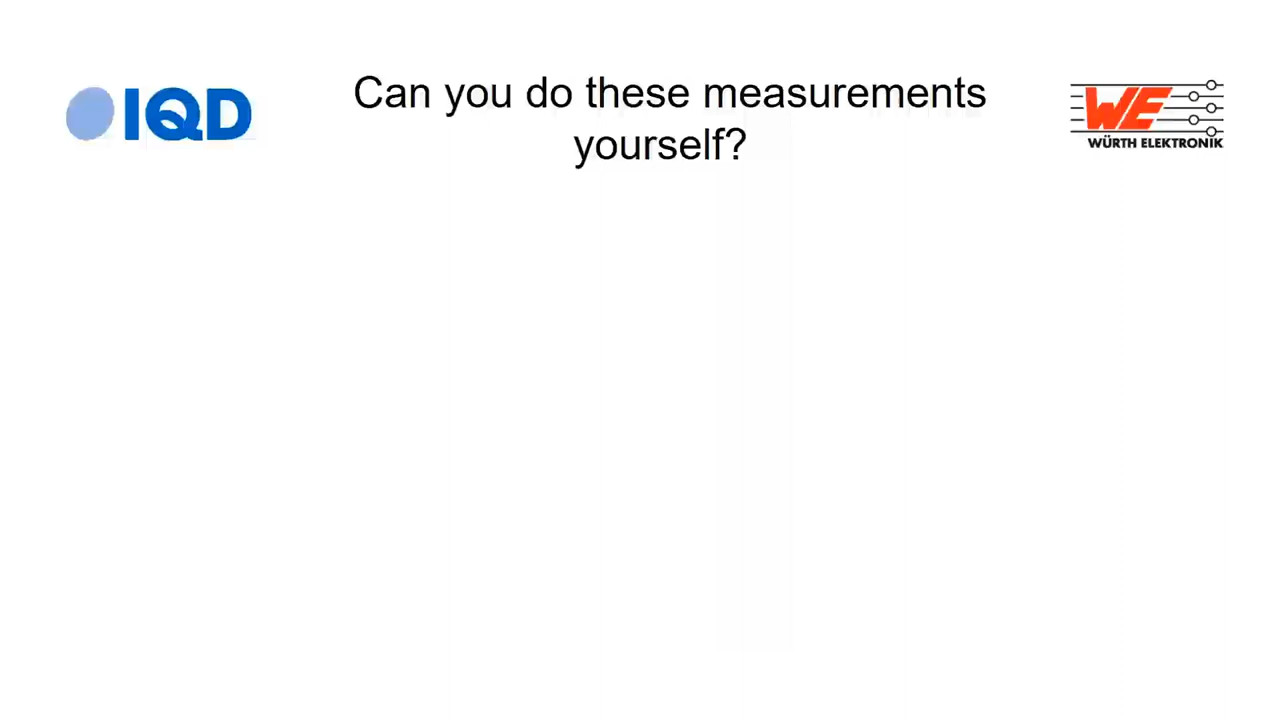 IQD
Can you do these measurements
yourself?
WE
WÜRTH ELEKTRONIK